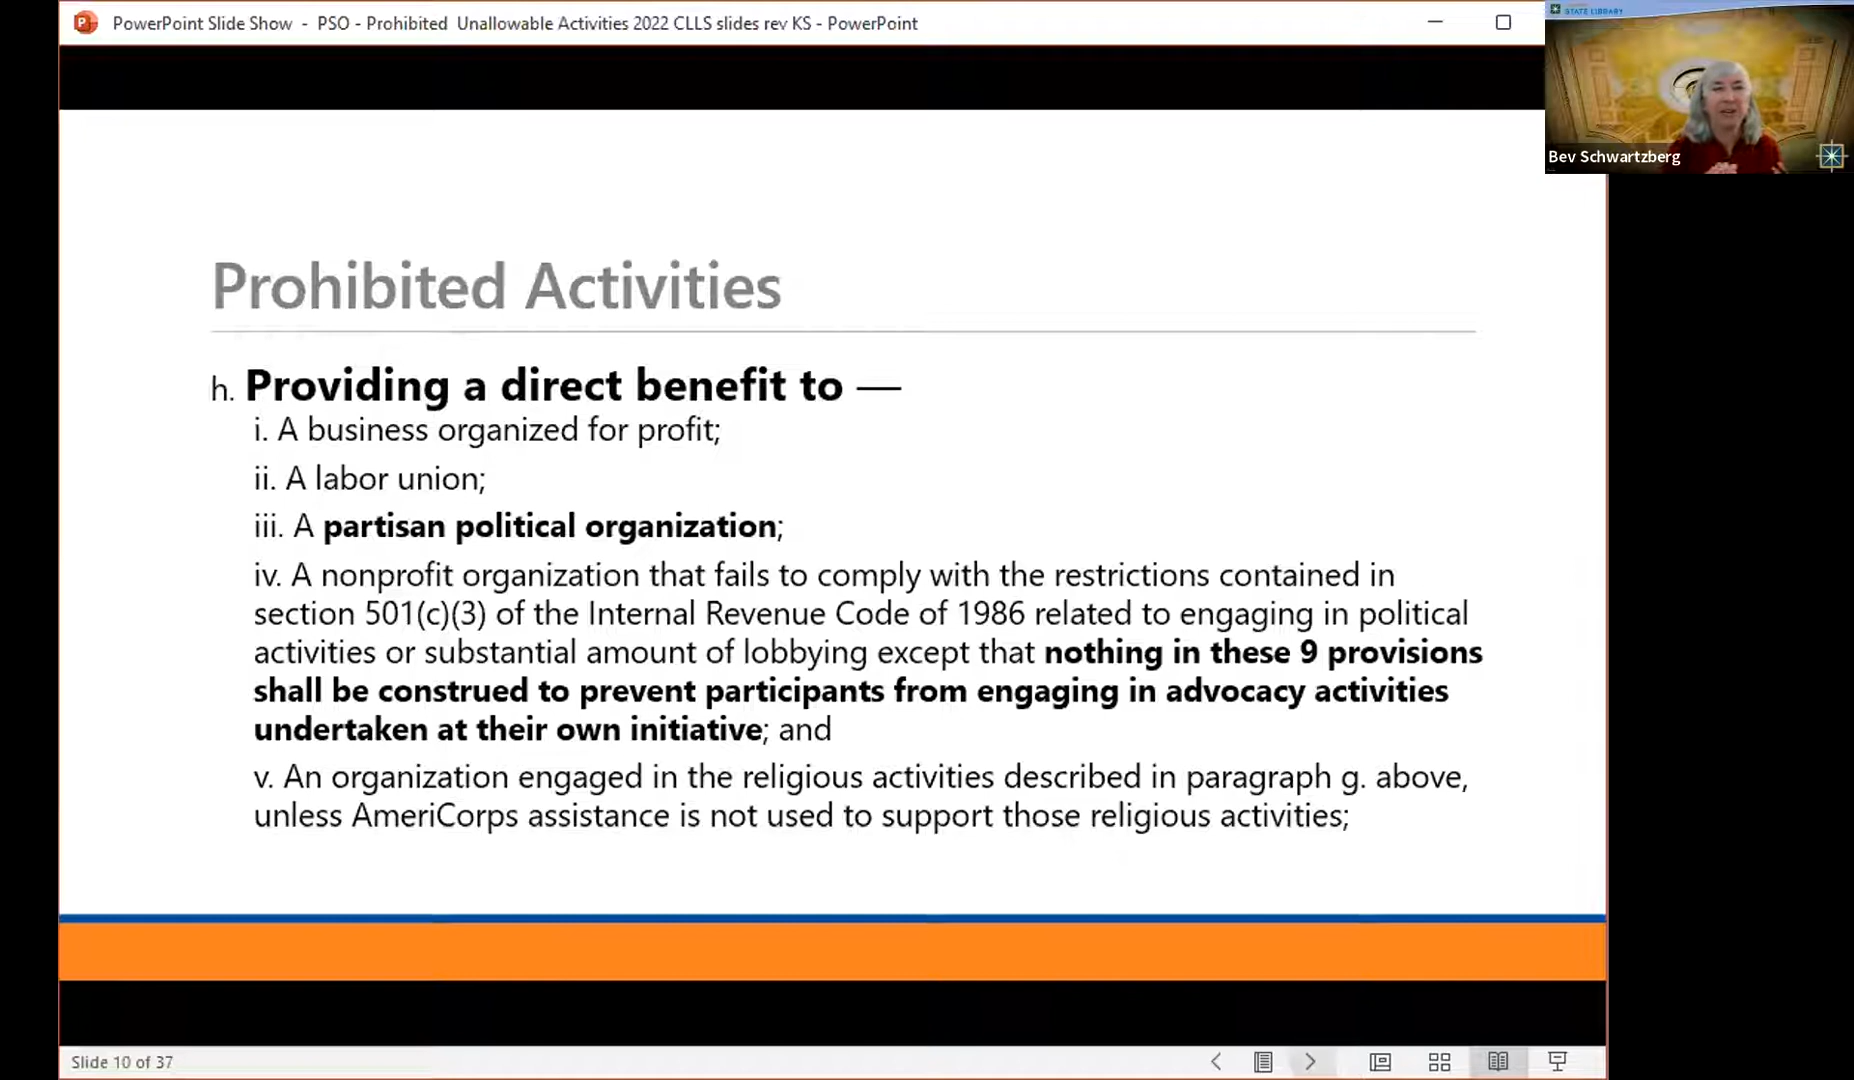 PowerPoint Slide Show - PSO - Prohibited Unallowable Activities 2022 CLLS slides rev KS - PowerPoint
STATE LIBRARY
Bev Schwartzberg
Prohibited Activities
h. Providing a direct benefit to —
i. A business organized for profit;
ii. A labor union;
iii. A partisan political organization;
iv. A nonprofit organization that fails to comply with the restrictions contained in
section 501(c)(3) of the Internal Revenue Code of 1986 related to engaging in political
activities or substantial amount of lobbying except that nothing in these 9 provisions
shall be construed to prevent participants from engaging in advocacy activities
undertaken at their own initiative; and
v. An organization engaged in the religious activities described in paragraph g. above,
unless AmeriCorps assistance is not used to support those religious activities;
Slide 10 of 37